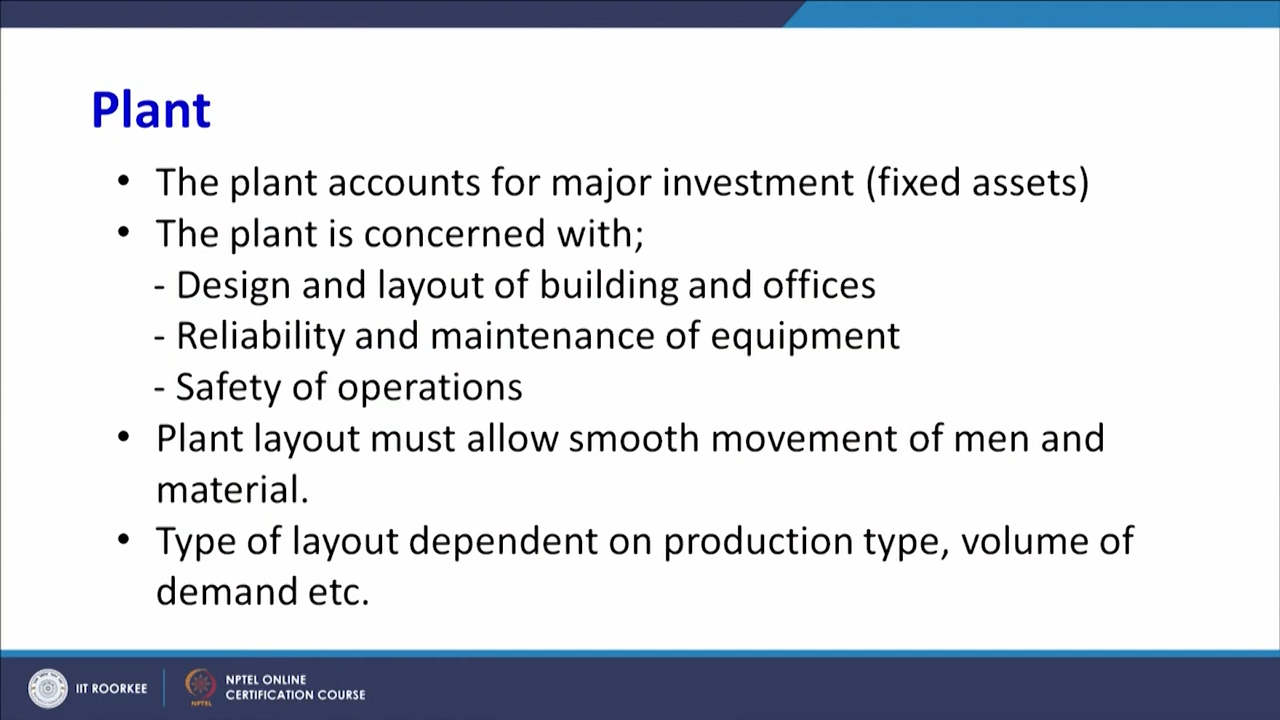 Plant
• The plant accounts for major investment (fixed assets)
• The plant is concerned with;
- Design and layout of building and offices
- Reliability and maintenance of equipment
- Safety of operations
• Plant layout must allow smooth movement of men and
material.
• Type of layout dependent on production type, volume of
demand etc.
IIT ROORKEE
NPTEL
NPTEL ONLINE
CERTIFICATION COURSE